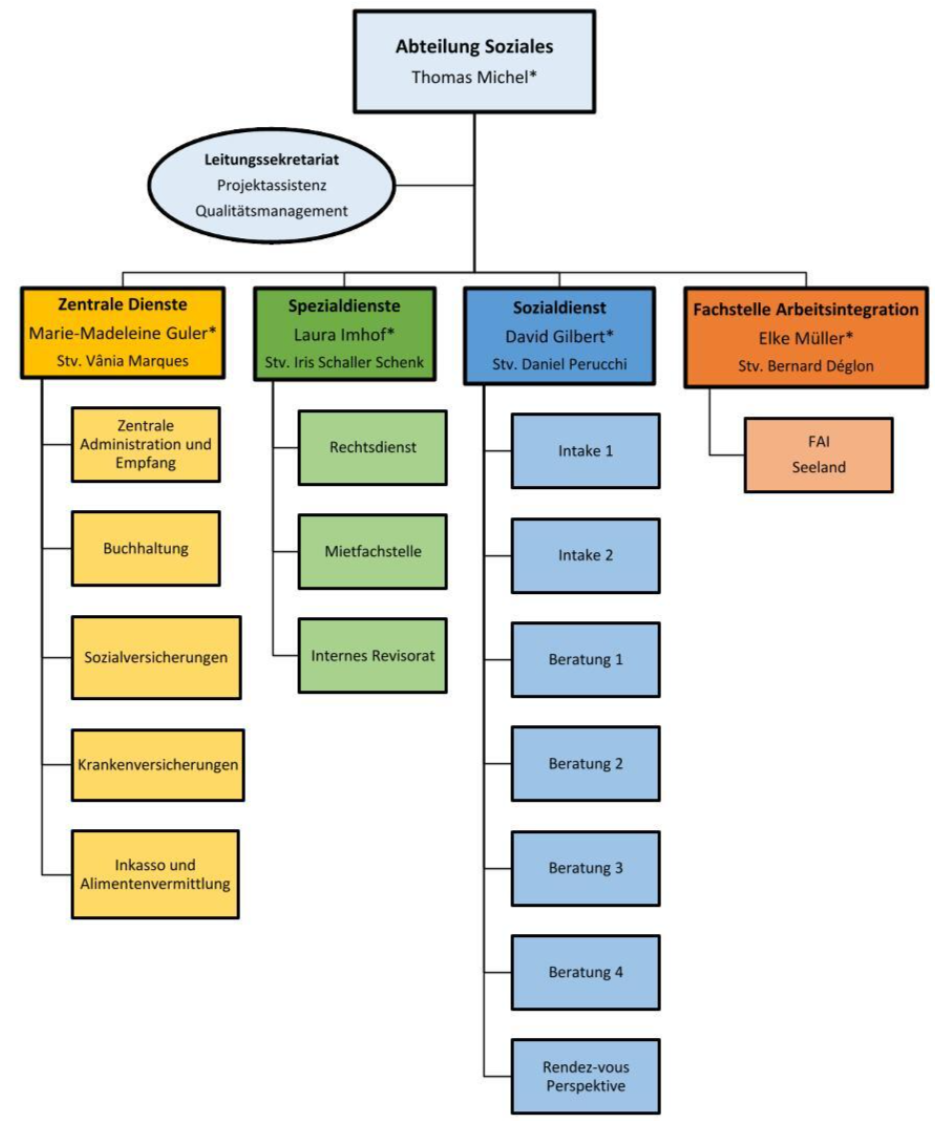 Abteilung Soziales
Thomas Michel*
Leitungssekretariat
Projektassistenz
Qualitätsmanagement
Zentrale Dienste
Marie-Madeleine Guler*
Stv. Vânia Marques
Zentrale
Administration und
Empfang
Buchhaltung
Sozialversicherungen
Krankenversicherungen
Inkasso und
Alimentenvermittlung
Spezialdienste
Laura Imhof*
Stv. Iris Schaller Schenk
Rechtsdienst
Mietfachstelle
Internes Revisorat
Sozialdienst
David Gilbert*
Stv. Daniel Perucchi
Intake 1
Intake 2
Beratung 1
Beratung 2
Beratung 3
Beratung 4
Rendez-vous
Perspektive
Fachstelle Arbeitsintegration
Elke Müller*
Stv. Bernard Déglon
FAI
Seeland